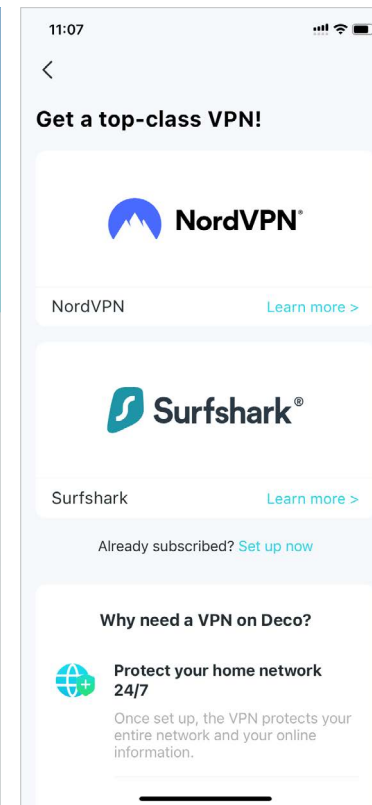 11:07
<
Get a top-class VPN!
NordVPN®
NordVPN Learn more >
Surfshark®
Surfshark Learn more >
Already subscribed? Set up now
Why need a VPN on Deco?
Protect your home network
24/7
Once set up, the VPN protects your
entire network and your online
information.